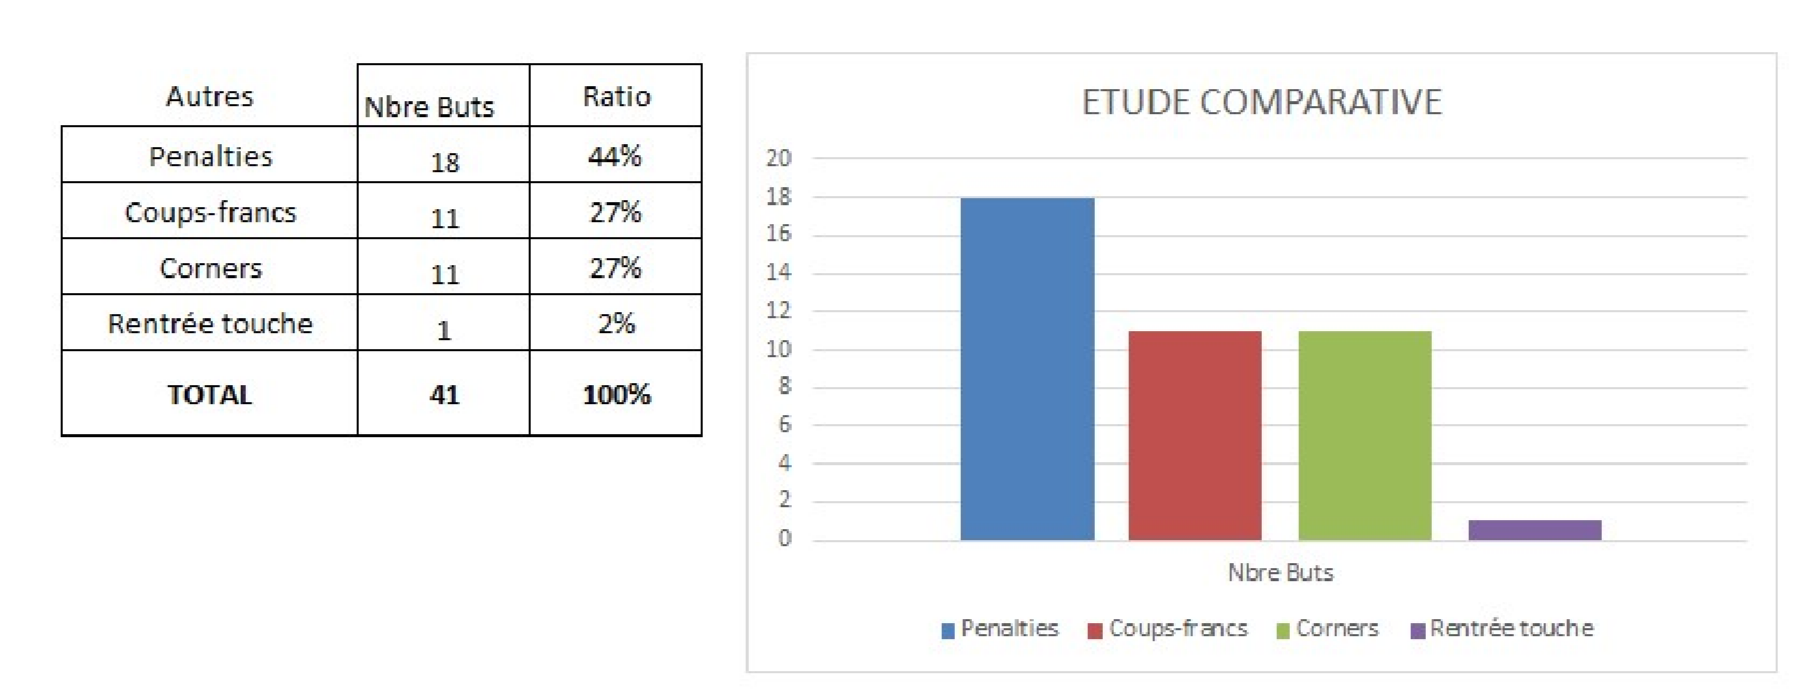 Autres Nbre Buts Ratio
Penalties 18 44%
Coups-francs 11 27%
Corners 11 27%
Rentrée touche 1 2%
TOTAL 41 100%
ETUDE COMPARATIVE
20
18
16
14
12
10
8
6
4
2
0
Nbre Buts
Penalties Coups-francs Corners Rentrée touche